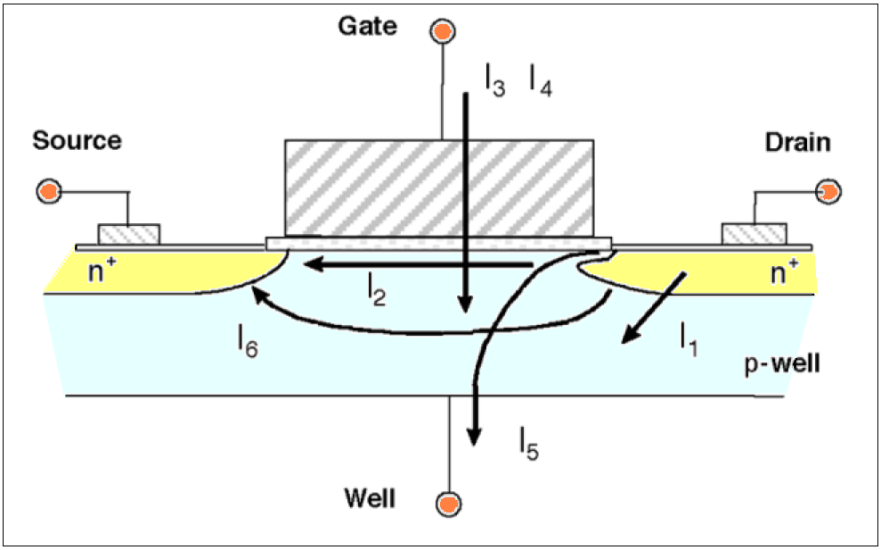 Gate
I₃ I₄
Source
Drain
n⁺
I₂
n⁺
I₆
I₁
p-well
I₅
Well